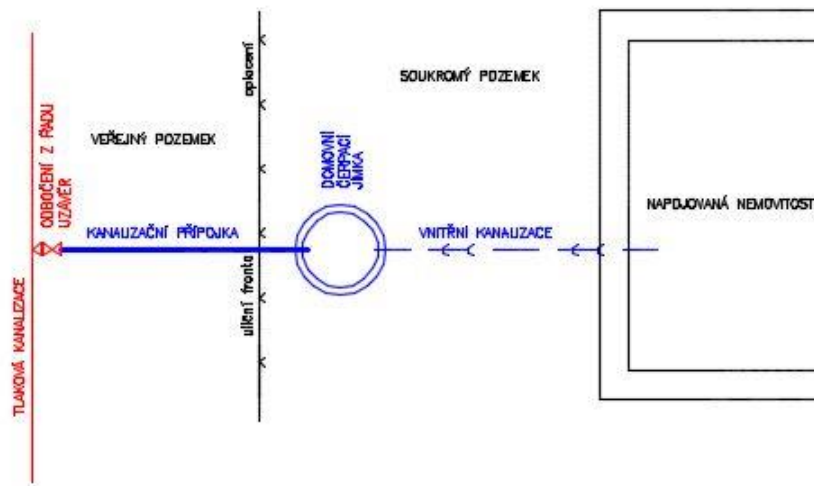 TLAKOVÁ KANALIZACE
ODBOČENÍ Z ŘADU
UZÁVĚR
VEŘEJNÝ POZEMEK
KANALIZAČNÍ PŘÍPOJKA
oplocení
uliční fronta
DOMOVNÍ
ČERPACÍ
JÍMKA
SOUKROMÝ POZEMEK
VNITŘNÍ KANALIZACE
NAPOJOVANÁ NEMOVITOST